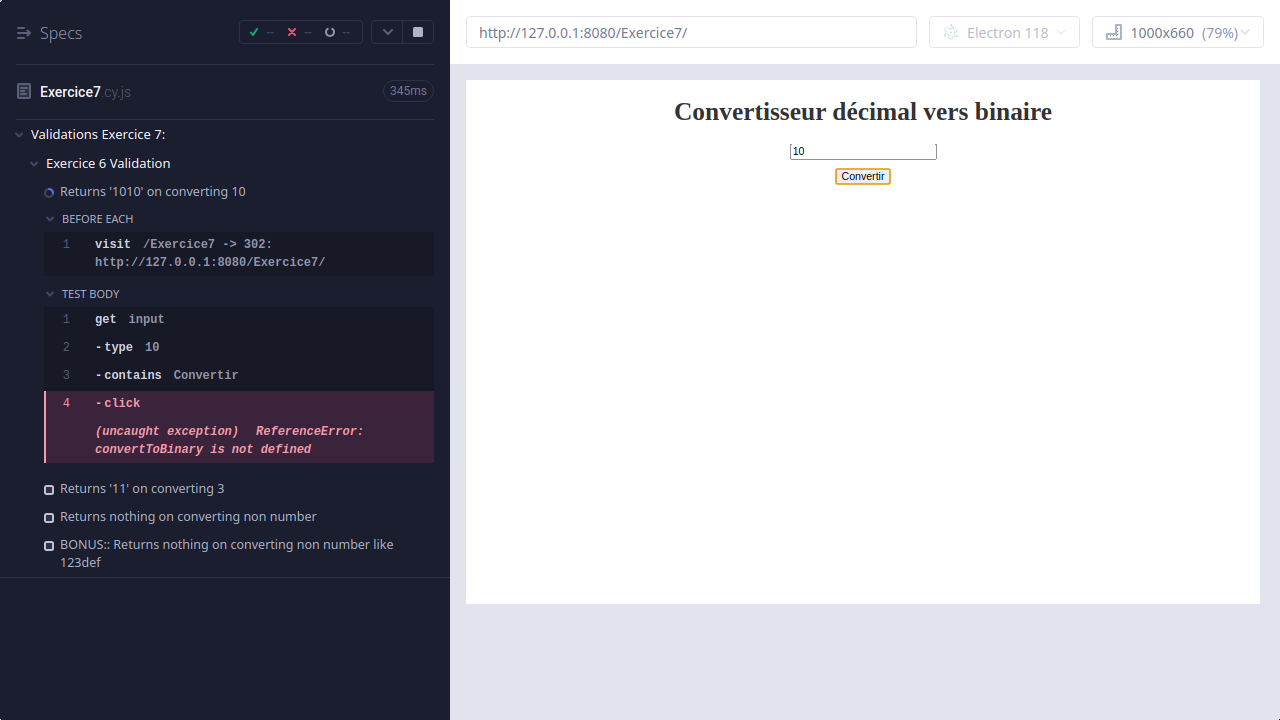 Specs
-- -- --
Exercice7.cy.js 345ms
Validations Exercice 7:
Exercice 6 Validation
Returns '1010' on converting 10
BEFORE EACH
1 visit /Exercice7 -> 302:
http://127.0.0.1:8080/Exercice7/
TEST BODY
1 get input
2 -type 10
3 -contains Convertir
4 -click
(uncaught exception) ReferenceError:
convertToBinary is not defined
Returns '11' on converting 3
Returns nothing on converting non number
BONUS:: Returns nothing on converting non number like
123def
http://127.0.0.1:8080/Exercice7/
Electron 118
1000x660 (79%)
Convertisseur décimal vers binaire
10
Convertir